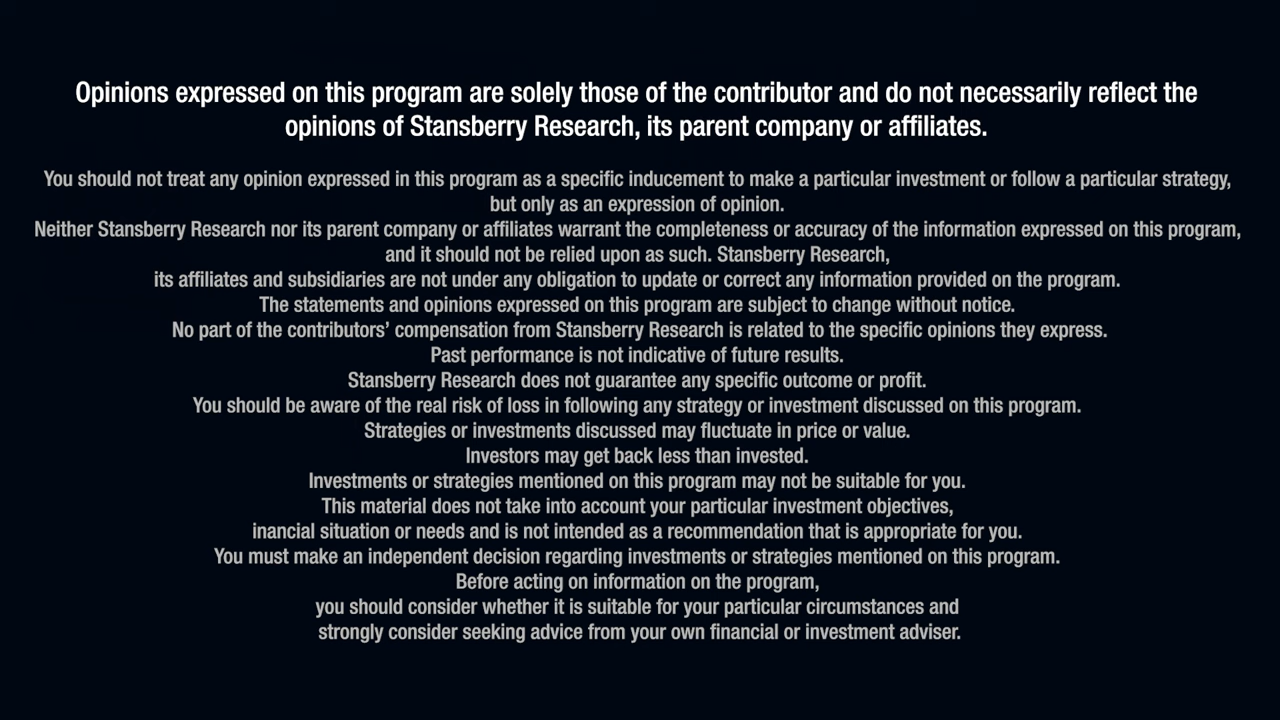 Opinions expressed on this program are solely those of the contributor and do not necessarily reflect the
opinions of Stansberry Research, its parent company or affiliates.
You should not treat any opinion expressed in this program as a specific inducement to make a particular investment or follow a particular strategy,
but only as an expression of opinion.
Neither Stansberry Research nor its parent company or affiliates warrant the completeness or accuracy of the information expressed on this program,
and it should not be relied upon as such. Stansberry Research,
its affiliates and subsidiaries are not under any obligation to update or correct any information provided on the program.
The statements and opinions expressed on this program are subject to change without notice.
No part of the contributors’ compensation from Stansberry Research is related to the specific opinions they express.
Past performance is not indicative of future results.
Stansberry Research does not guarantee any specific outcome or profit.
You should be aware of the real risk of loss in following any strategy or investment discussed on this program.
Strategies or investments discussed may fluctuate in price or value.
Investors may get back less than invested.
Investments or strategies mentioned on this program may not be suitable for you.
This material does not take into account your particular investment objectives,
inancial situation or needs and is not intended as a recommendation that is appropriate for you.
You must make an independent decision regarding investments or strategies mentioned on this program.
Before acting on information on the program,
you should consider whether it is suitable for your particular circumstances and
strongly consider seeking advice from your own financial or investment adviser.